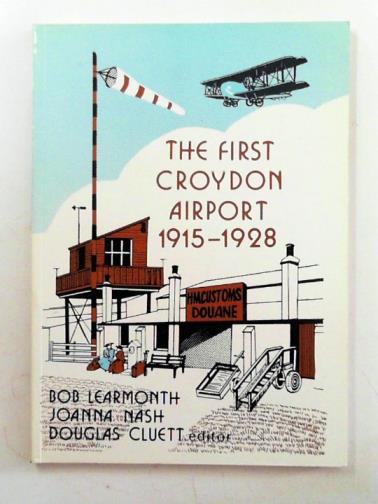 THE FIRST
CROYDON
AIRPORT
1915-1928
H.M.CUSTOMS
DOUANE
BOB LEARMONTH
JOANNA NASH
DOUGLAS CLUETT editor